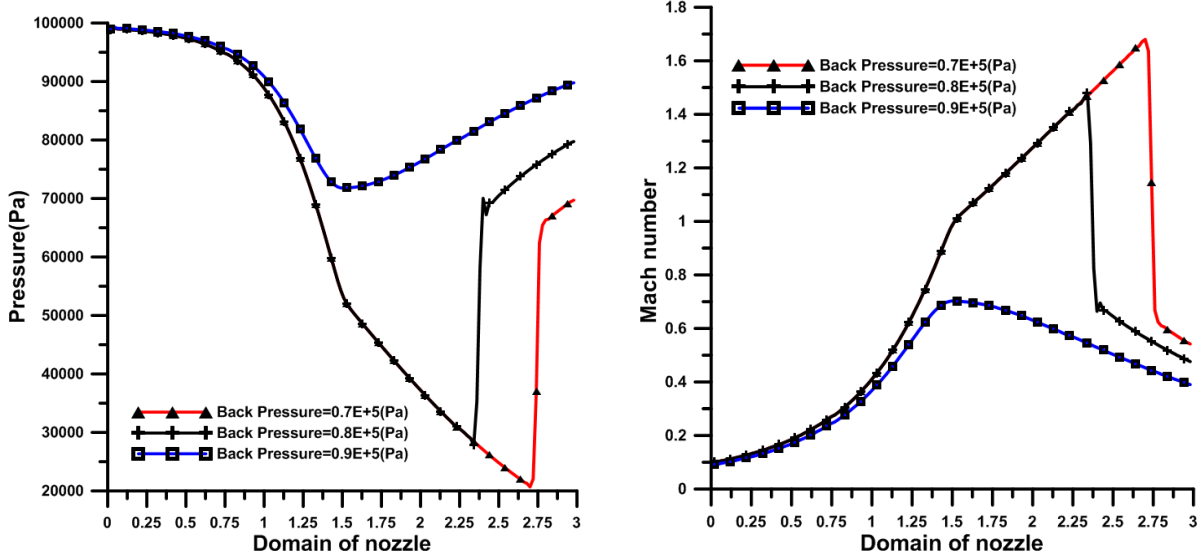 100000
90000
80000
70000
60000
50000
40000
30000
20000
Pressure(Pa)
Back Pressure=0.7E+5(Pa)
Back Pressure=0.8E+5(Pa)
Back Pressure=0.9E+5(Pa)
0 0.25 0.5 0.75 1 1.25 1.5 1.75 2 2.25 2.5 2.75 3
Domain of nozzle
1.8
1.6
1.4
1.2
1
0.8
0.6
0.4
0.2
0
Mach number
Back Pressure=0.7E+5(Pa)
Back Pressure=0.8E+5(Pa)
Back Pressure=0.9E+5(Pa)
0 0.25 0.5 0.75 1 1.25 1.5 1.75 2 2.25 2.5 2.75 3
Domain of nozzle